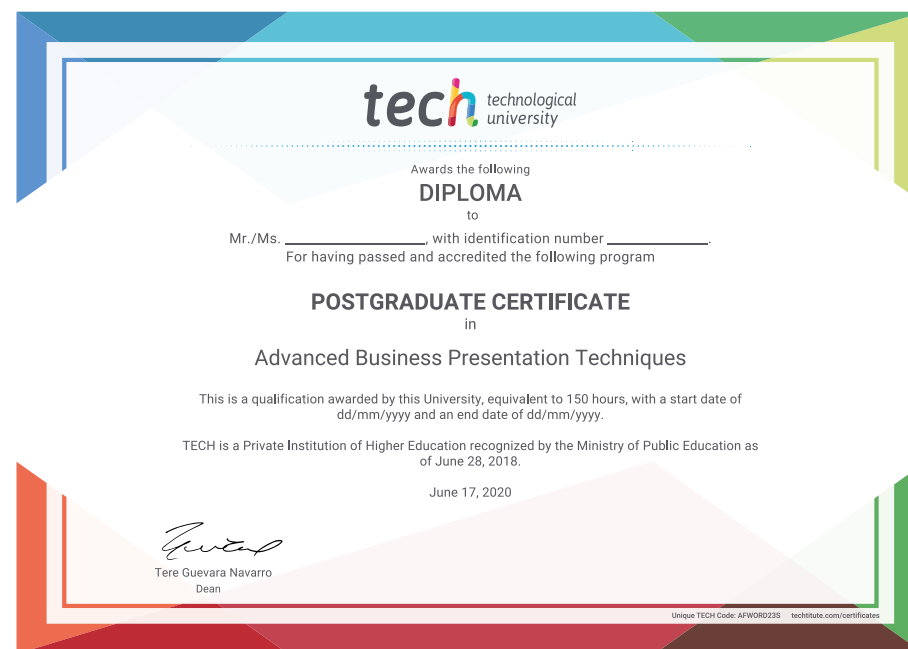 tech technological
university
Awards the following
DIPLOMA
to
Mr./Ms. ____________________, with identification number ______________.
For having passed and accredited the following program
POSTGRADUATE CERTIFICATE
in
Advanced Business Presentation Techniques
This is a qualification awarded by this University, equivalent to 150 hours, with a start date of
dd/mm/yyyy and an end date of dd/mm/yyyy.
TECH is a Private Institution of Higher Education recognized by the Ministry of Public Education as
of June 28, 2018.
June 17, 2020
Tere Guevara Navarro
Dean
Unique TECH Code: AFWORD23S techtitute.com/certificates